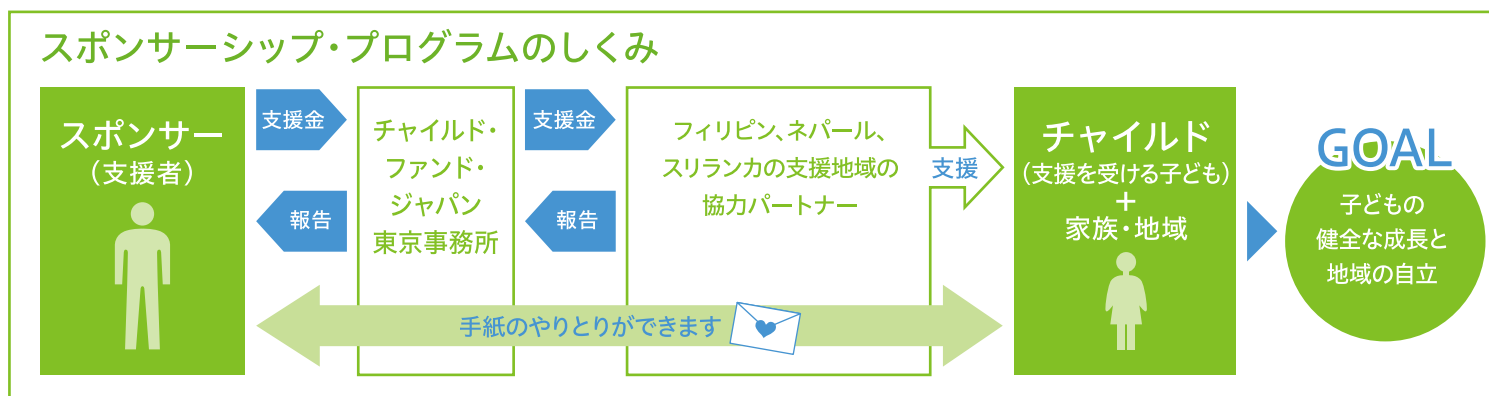 スポンサーシップ・プログラムのしくみ
スポンサー
（支援者）
支援金
報告
チャイルド・
ファンド・
ジャパン
東京事務所
支援金
報告
フィリピン、ネパール、
スリランカの支援地域の
協力パートナー
支援
チャイルド
（支援を受ける子ども）
+
家族・地域
手紙のやりとりができます
GOAL
子どもの
健全な成長と
地域の自立